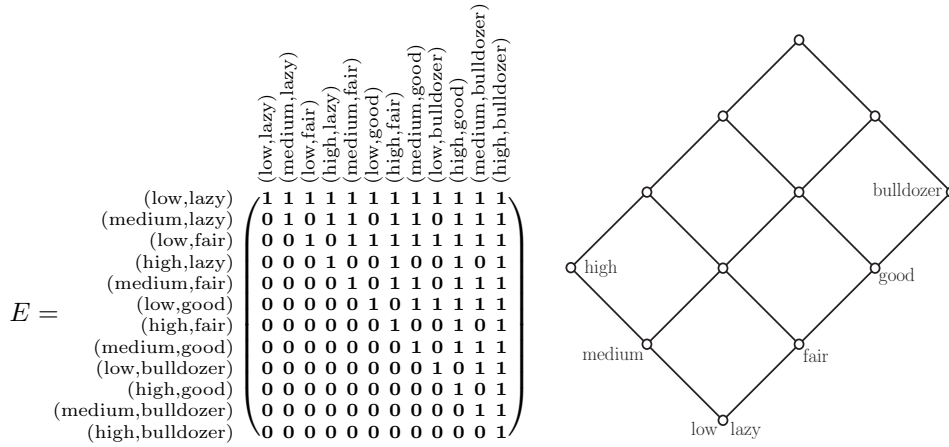 (low,lazy) (medium,lazy) (low,fair) (high,lazy) (medium,fair) (low,good) (high,fair) (medium,good) (low,bulldozer) (high,good) (medium,bulldozer) (high,bulldozer)
(low,lazy) 1 1 1 1 1 1 1 1 1 1 1 1
(medium,lazy) 0 1 0 1 1 0 1 1 0 1 1 1
(low,fair) 0 0 1 0 1 1 1 1 1 1 1 1
(high,lazy) 0 0 0 1 0 0 1 0 0 1 0 1
(medium,fair) 0 0 0 0 1 0 1 1 0 1 1 1
(low,good) 0 0 0 0 0 1 0 1 1 1 1 1
E =
(high,fair) 0 0 0 0 0 0 1 0 0 1 0 1
(medium,good) 0 0 0 0 0 0 0 1 0 1 1 1
(low,bulldozer) 0 0 0 0 0 0 0 0 1 0 1 1
(high,good) 0 0 0 0 0 0 0 0 0 1 0 1
(medium,bulldozer) 0 0 0 0 0 0 0 0 0 0 1 1
(high,bulldozer) 0 0 0 0 0 0 0 0 0 0 0 1
bulldozer
high
good
medium
fair
low lazy